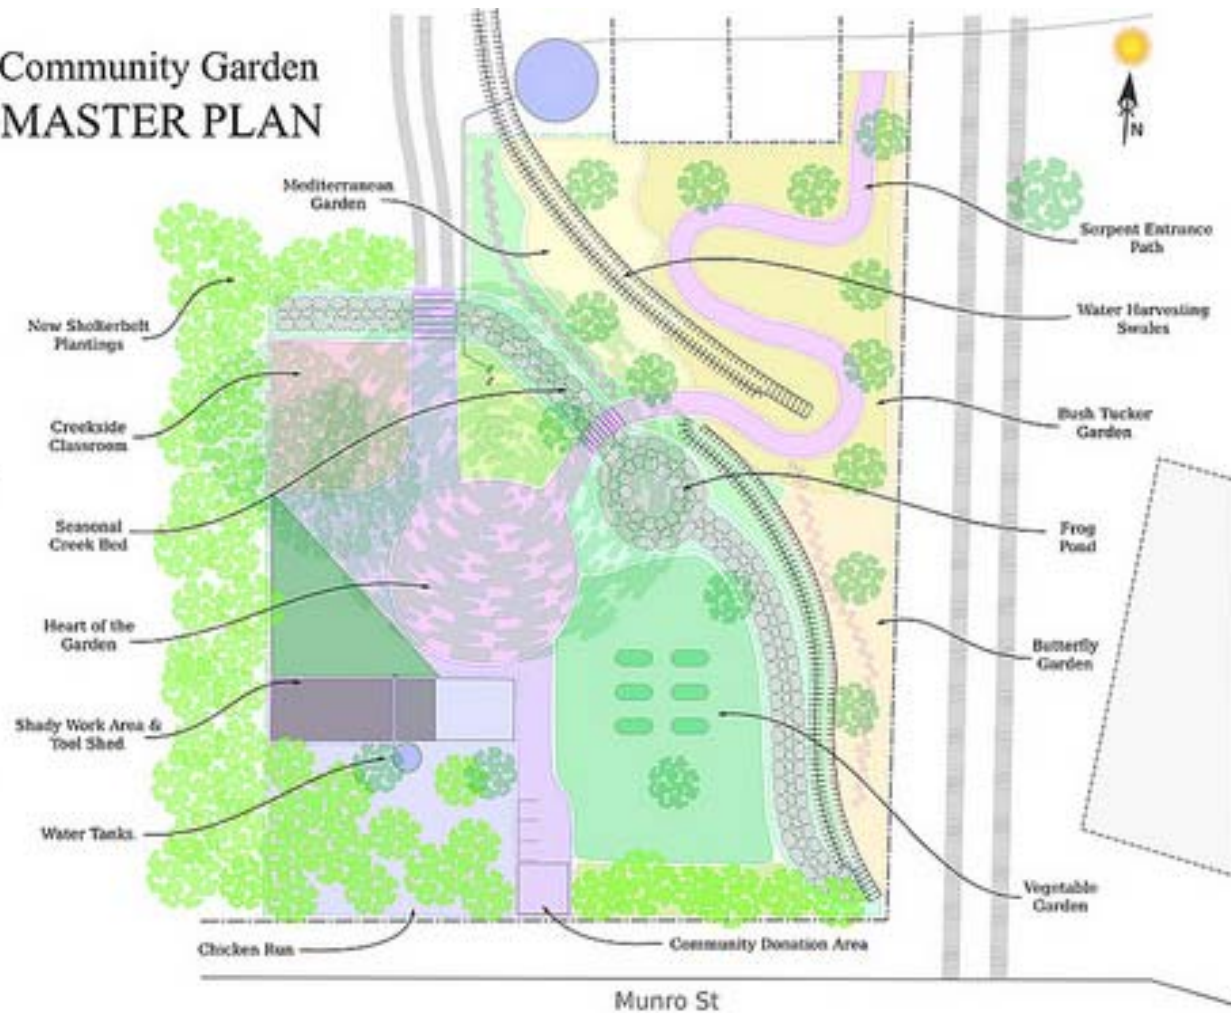 Community Garden
MASTER PLAN
N
Mediterranean
Garden
Serpent Entrance
Path
New Shelterbelt
Plantings
Water Harvesting
Swales
Creekside
Classroom
Bush Tucker
Garden
Seasonal
Creek Bed
Frog
Pond
Heart of the
Garden
Butterfly
Garden
Shady Work Area &
Tool Shed
Water Tanks
Vegetable
Garden
Chicken Run
Community Donation Area
Munro St